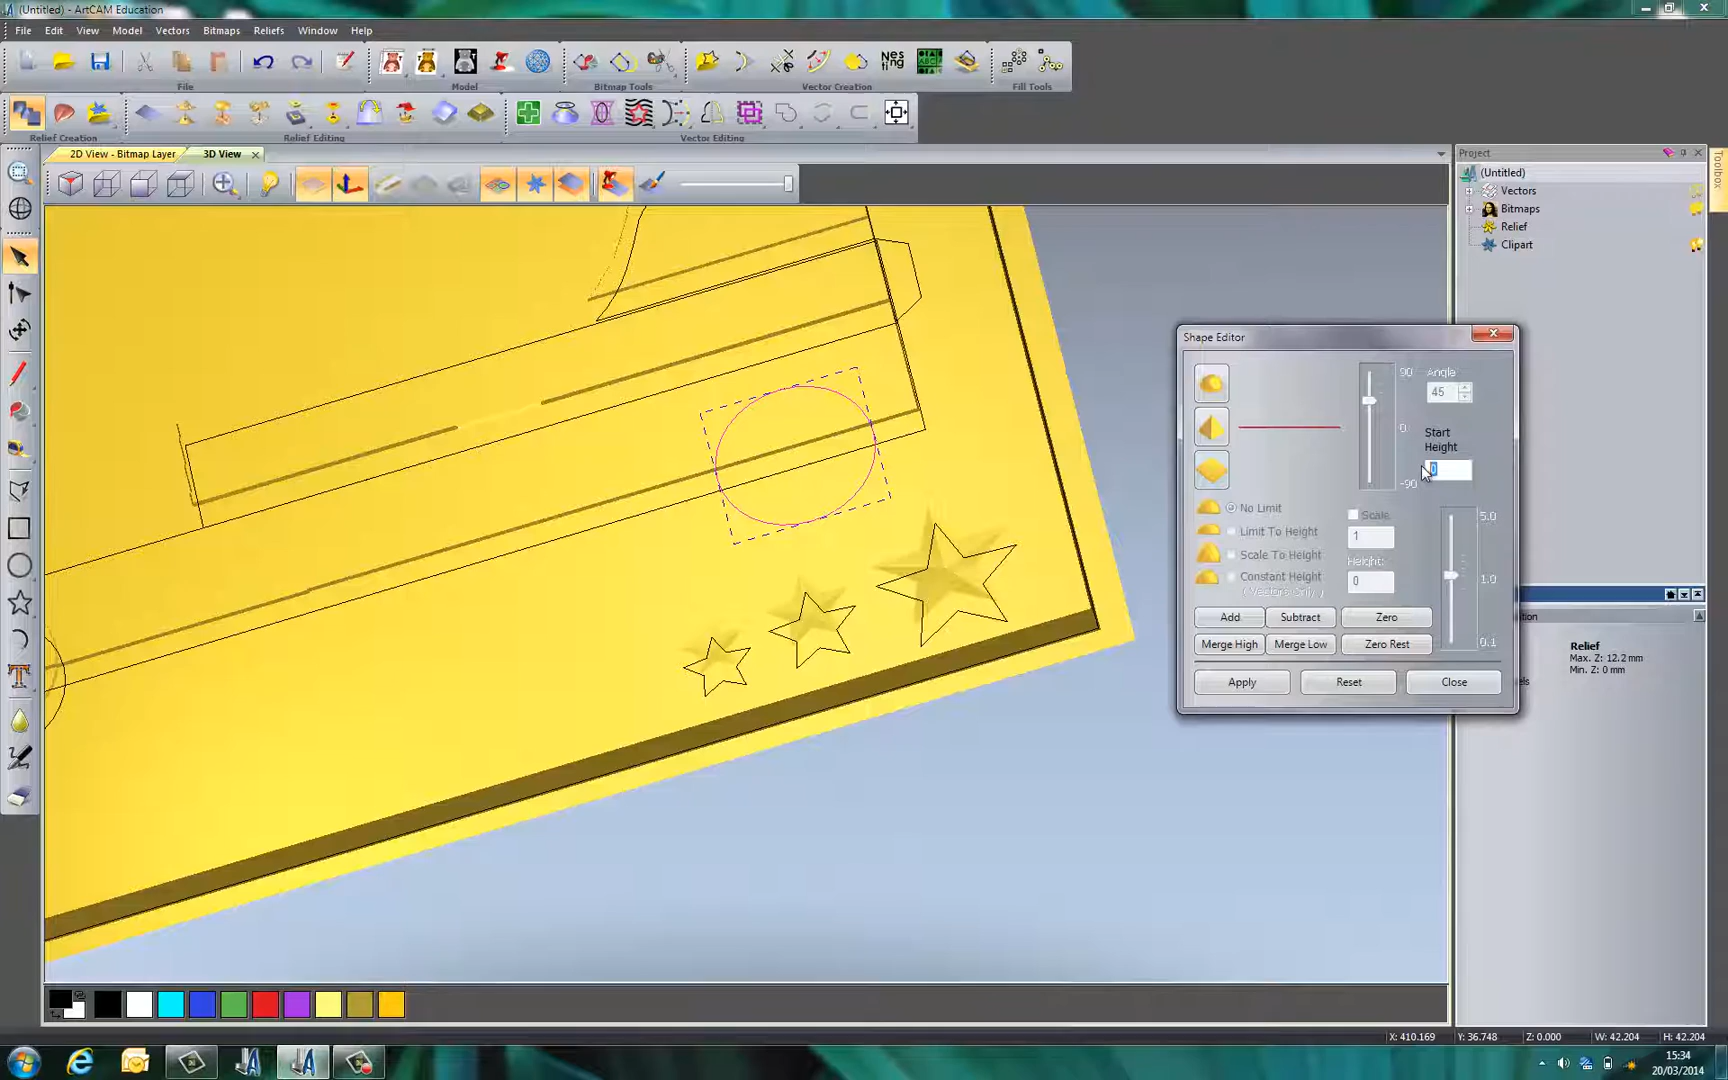 (Untitled) - ArtCAM Education
File Edit View Model Vectors Bitmaps Reliefs Window Help
Nes
ting
File Model Bitmap Tools Vector Creation Fill Tools
Relief Creation Relief Editing Vector Editing
2D View - Bitmap Layer 3D View
Project
Toolbox
(Untitled)
Vectors
Bitmaps
Relief
Clipart
Shape Editor
90 Angle
45
0
Start
Height
-90 0
No Limit Scale 5.0
Limit To Height 1
Scale To Height Height:
Constant Height 0 1.0
(Vectors Only)
Add Subtract Zero
Merge High Merge Low Zero Rest 0.1
Apply Reset Close
Relief
Max. Z: 12.2 mm
Min. Z: 0 mm
X: 410.169 Y: 36.748 Z: 0.000 W: 42.204 H: 42.204
15:34
20/03/2014